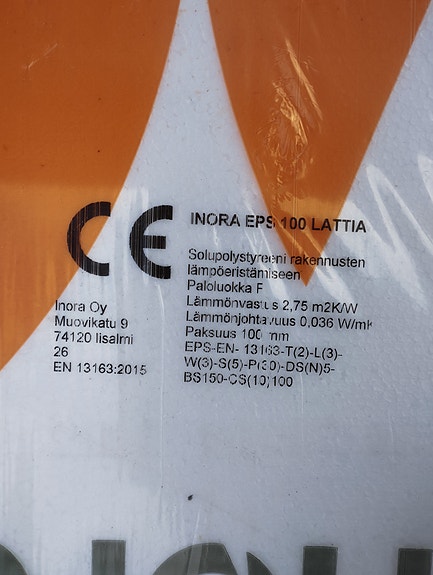 CE
INORA EPS 100 LATTIA
Solupolystyreeni rakennusten
lämpöeristämiseen
Paloluokka F
Lämmönvastus 2,75 m2K/W
Lämmönjohtavuus 0,036 W/mK
Paksuus 100 mm
EPS-EN- 13163-T(2)-L(3)-
W(3)-S(5)-P(30)-DS(N)5-
BS150-CS(10)100
Inora Oy
Muovikatu 9
74120 Iisalmi
26
EN 13163:2015